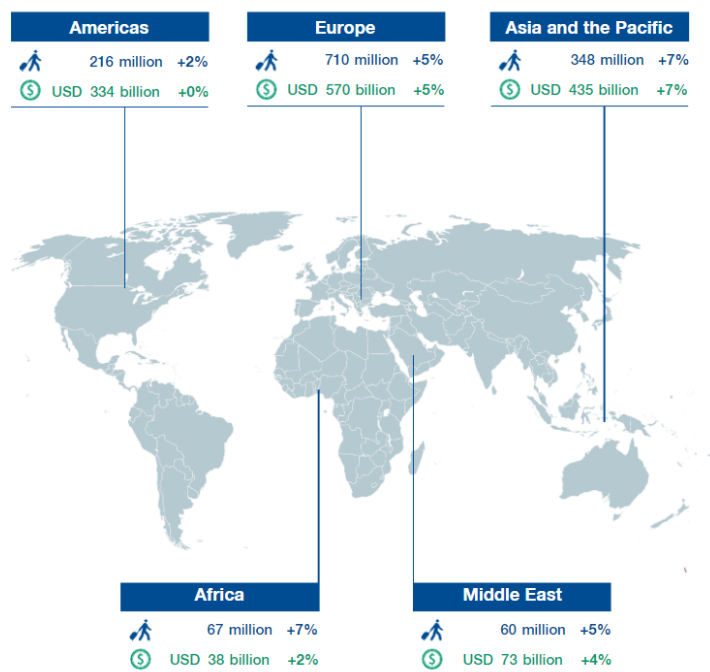 Americas
216 million +2%
USD 334 billion +0%
Europe
710 million +5%
USD 570 billion +5%
Asia and the Pacific
348 million +7%
USD 435 billion +7%
Africa
67 million +7%
USD 38 billion +2%
Middle East
60 million +5%
USD 73 billion +4%